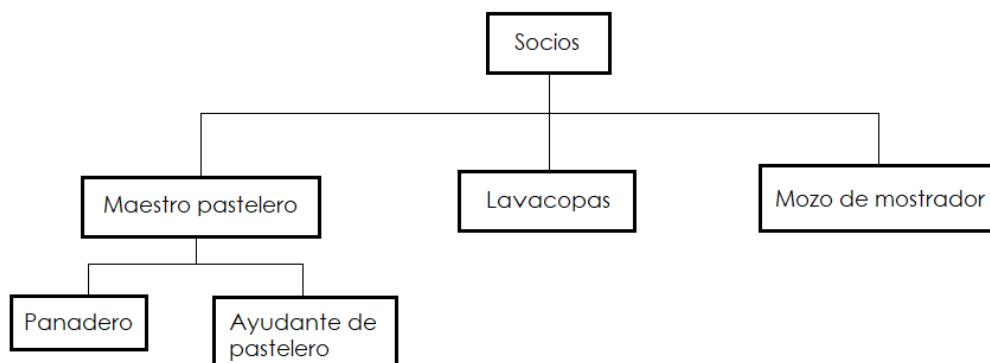 Socios
Maestro pastelero
Lavacopas
Mozo de mostrador
Panadero
Ayudante de
pastelero